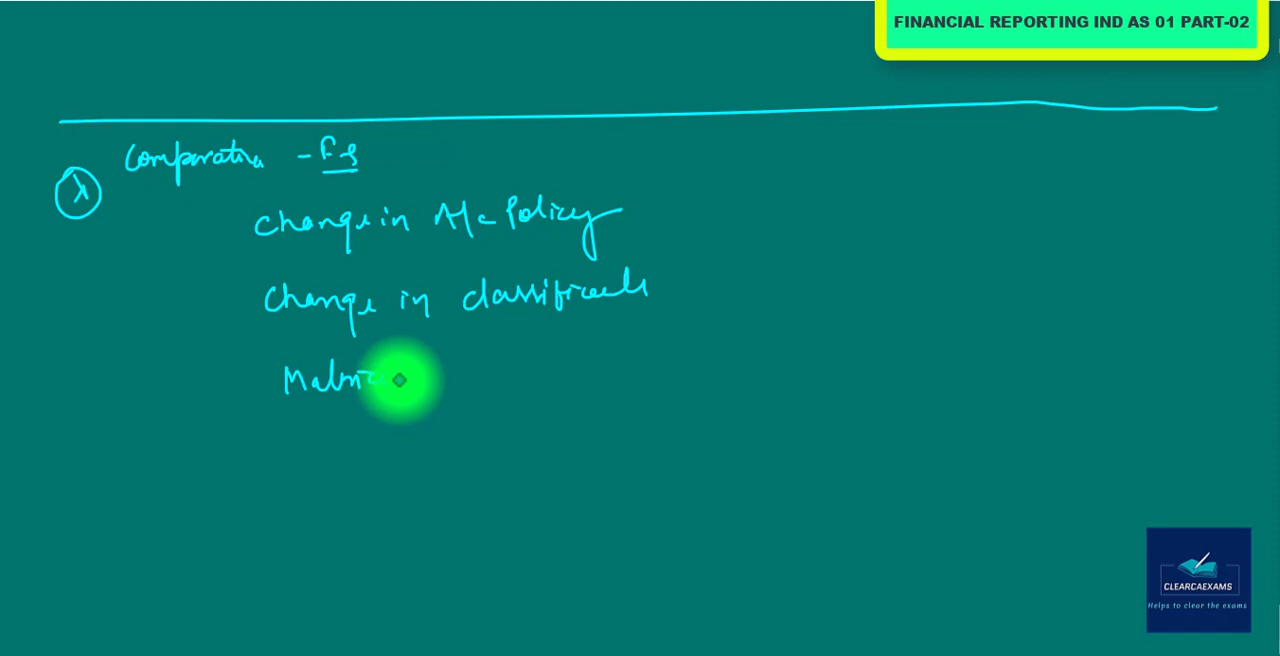 FINANCIAL REPORTING IND AS 01 PART-02
Comparative - FS
Change in A/c Policy
Change in
CLEARCAEXAMS
Helps to clear the exams